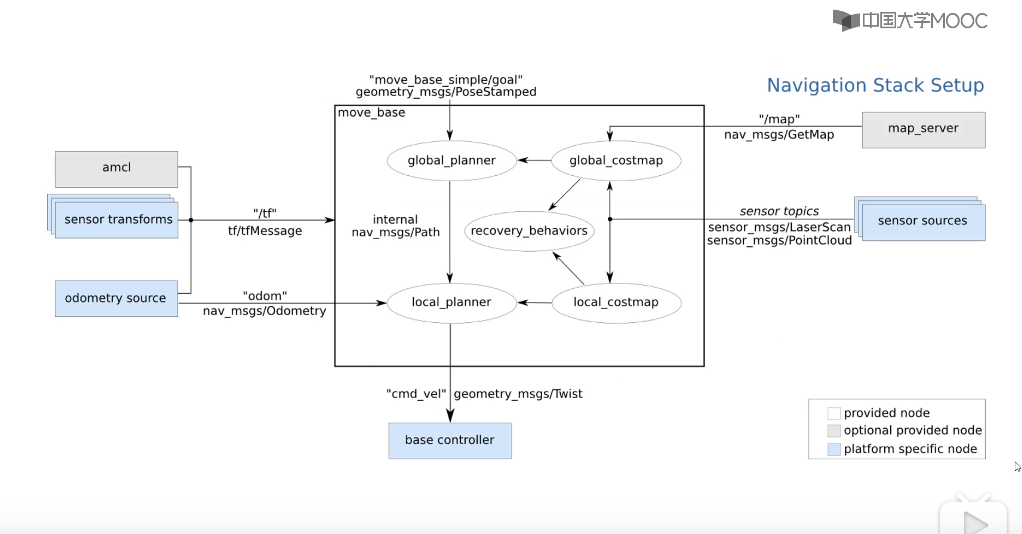 中国大学MOOC
Navigation Stack Setup
"move_base_simple/goal"
geometry_msgs/PoseStamped
move_base
"/map"
nav_msgs/GetMap
map_server
global_planner
global_costmap
amcl
sensor transforms
"/tf"
tf/tfMessage
internal
nav_msgs/Path
recovery_behaviors
sensor topics
sensor_msgs/LaserScan
sensor_msgs/PointCloud
sensor sources
odometry source
"odom"
nav_msgs/Odometry
local_planner
local_costmap
"cmd_vel" geometry_msgs/Twist
base controller
provided node
optional provided node
platform specific node